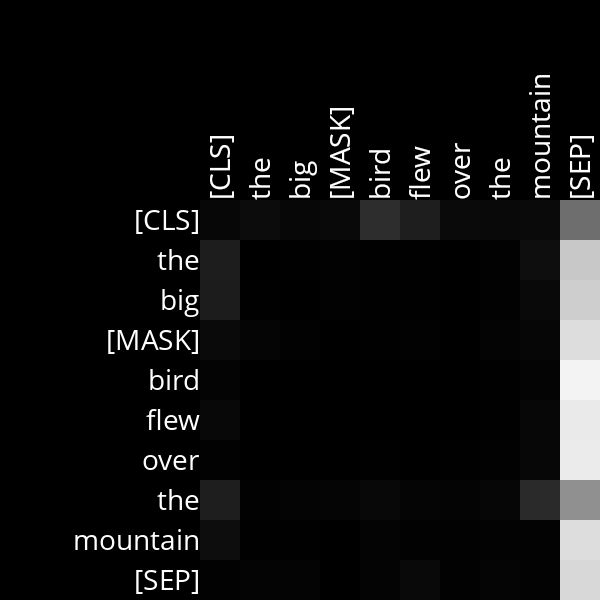 [CLS] the big [MASK] bird flew over the mountain [SEP]
[CLS]
the
big
[MASK]
bird
flew
over
the
mountain
[SEP]